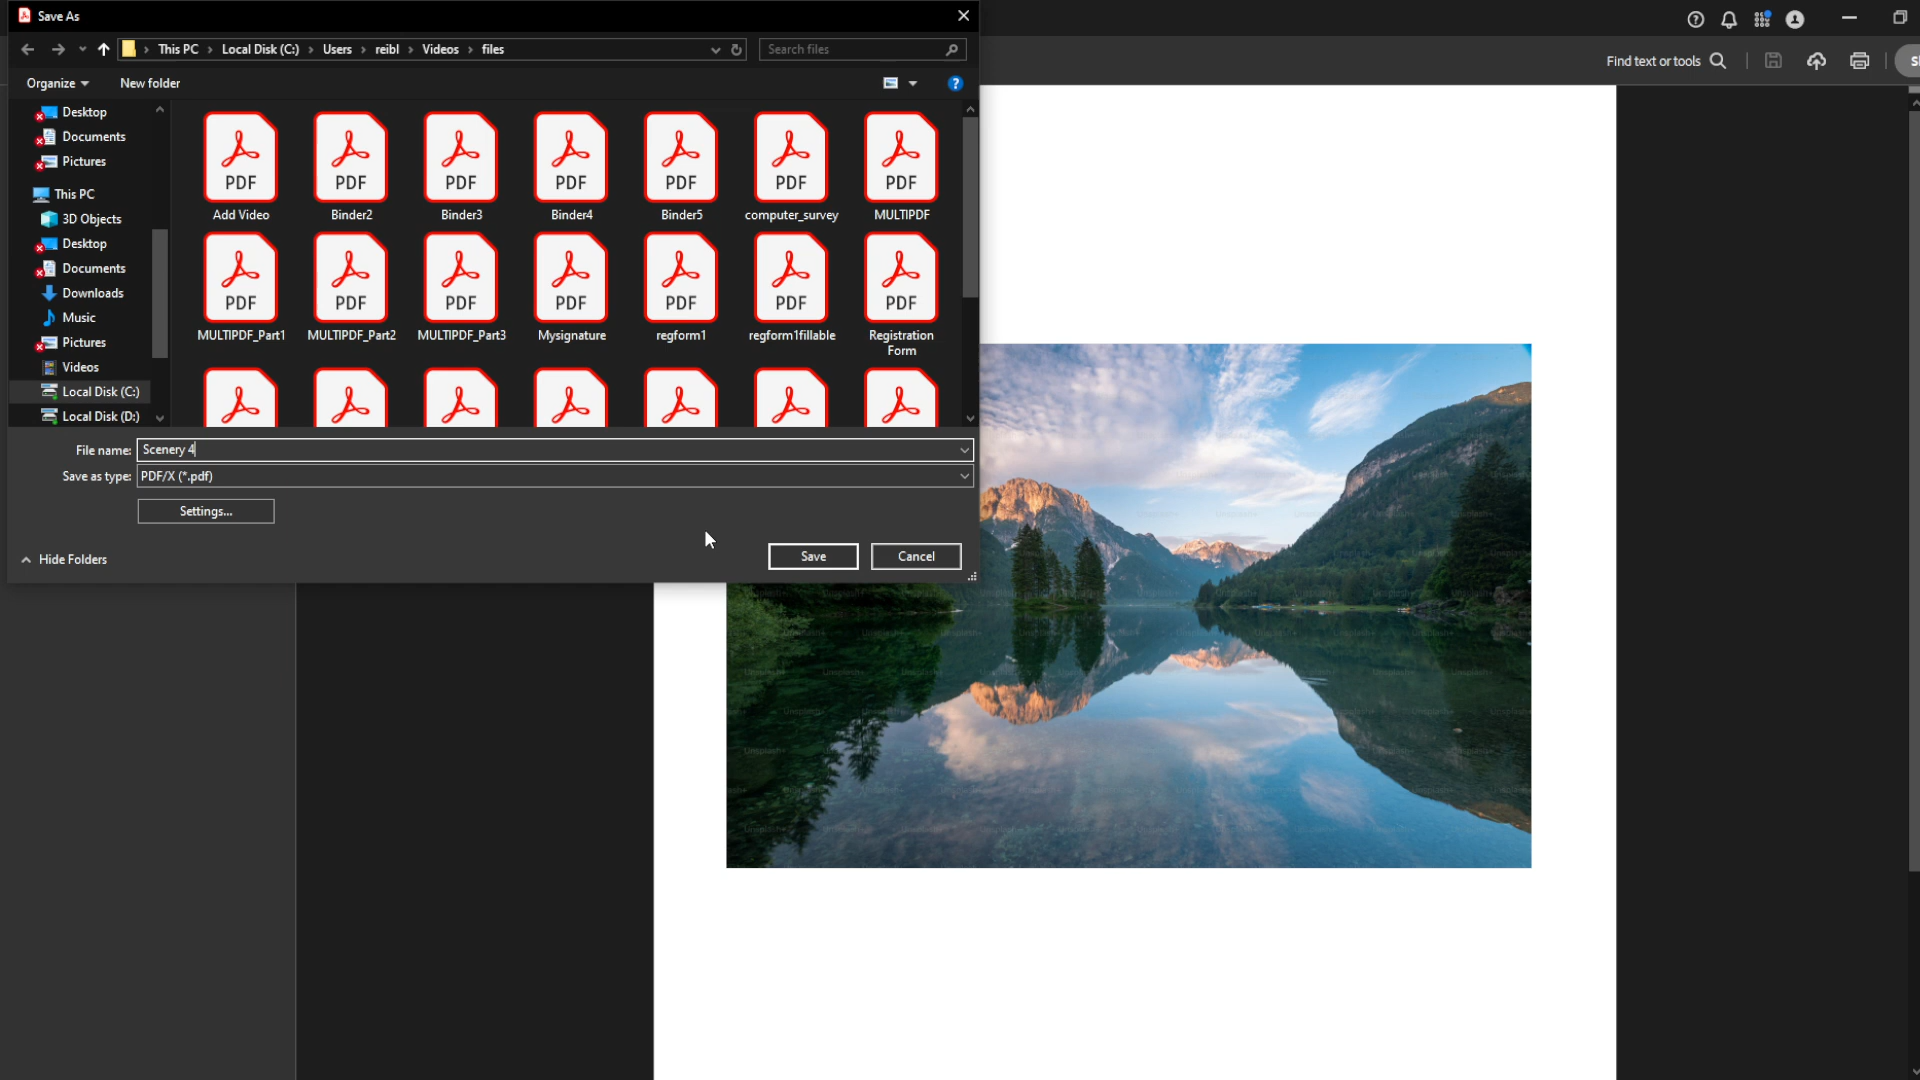 Save As
This PC > Local Disk (C:) > Users > reibl > Videos > files
Search files
Organize
New folder
Desktop
Documents
Pictures
This PC
3D Objects
Desktop
Documents
Downloads
Music
Pictures
Videos
Local Disk (C:)
Local Disk (D:)
PDF PDF PDF PDF PDF PDF PDF
Add Video Binder2 Binder3 Binder4 Binder5 computer_survey MULTIPDF
PDF PDF PDF PDF PDF PDF PDF
MULTIPDF_Part1 MULTIPDF_Part2 MULTIPDF_Part3 Mysignature regform1 regform1fillable Registration
Form
File name: Scenery 4
Save as type: PDF/X (*.pdf)
Settings...
Hide Folders
Save
Cancel
Find text or tools